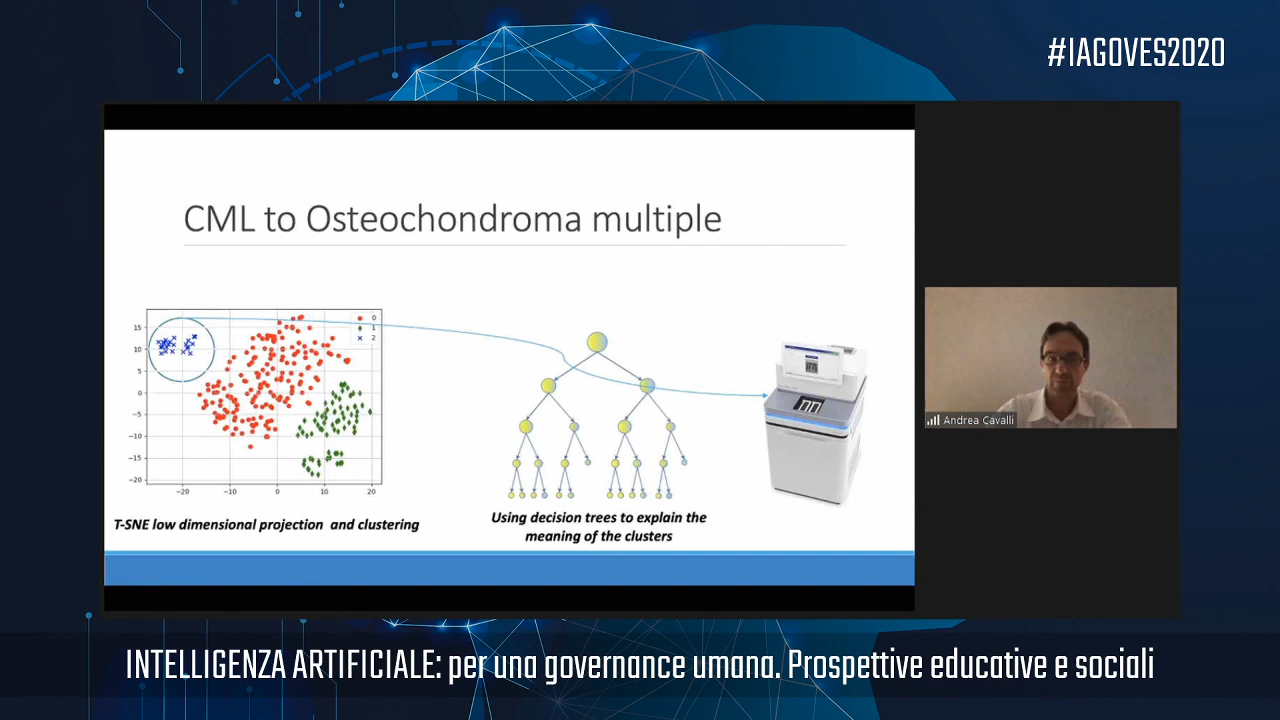 #IAGOVES2020
CML to Osteochondroma multiple
0
1
2
15
10
5
0
−5
−10
−15
−20
−20
−10
0
10
20
T-SNE low dimensional projection and clustering
Using decision trees to explain the
meaning of the clusters
Andrea Cavalli
INTELLIGENZA ARTIFICIALE: per una governance umana. Prospettive educative e sociali